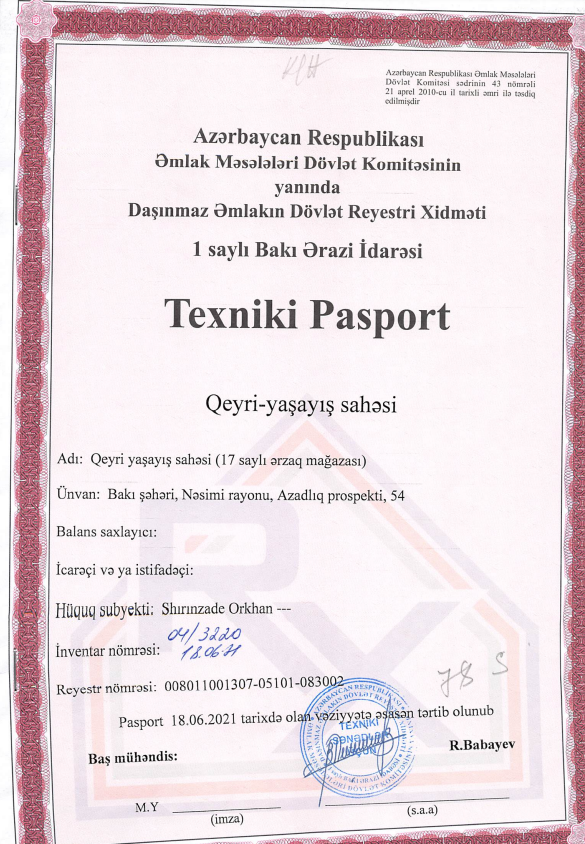 Azərbaycan Respublikası Əmlak Məsələləri
Dövlət Komitəsi sədrinin 43 nömrəli
21 aprel 2010-cu il tarixli əmri ilə təsdiq
edilmişdir
Azərbaycan Respublikası
Əmlak Məsələləri Dövlət Komitəsinin
yanında
Daşınmaz Əmlakın Dövlət Reyestri Xidməti
1 saylı Bakı Ərazi İdarəsi
Texniki Pasport
Qeyri-yaşayış sahəsi
Adı: Qeyri yaşayış sahəsi (17 saylı ərzaq mağazası)
Ünvan: Bakı şəhəri, Nəsimi rayonu, Azadlıq prospekti, 54
Balans saxlayıcı:
İcarəçi və ya istifadəçi:
Hüquq subyekti: Shırınzade Orkhan ---
04/3220
İnventar nömrəsi: 18.06.21
Reyestr nömrəsi: 008011001307-05101-083002
Pasport 18.06.2021 tarixdə olan vəziyyətə əsasən tərtib olunub
TEXNİKİ
Baş mühəndis:
R.Babayev
M.Y
(imza)
(s.a.a)